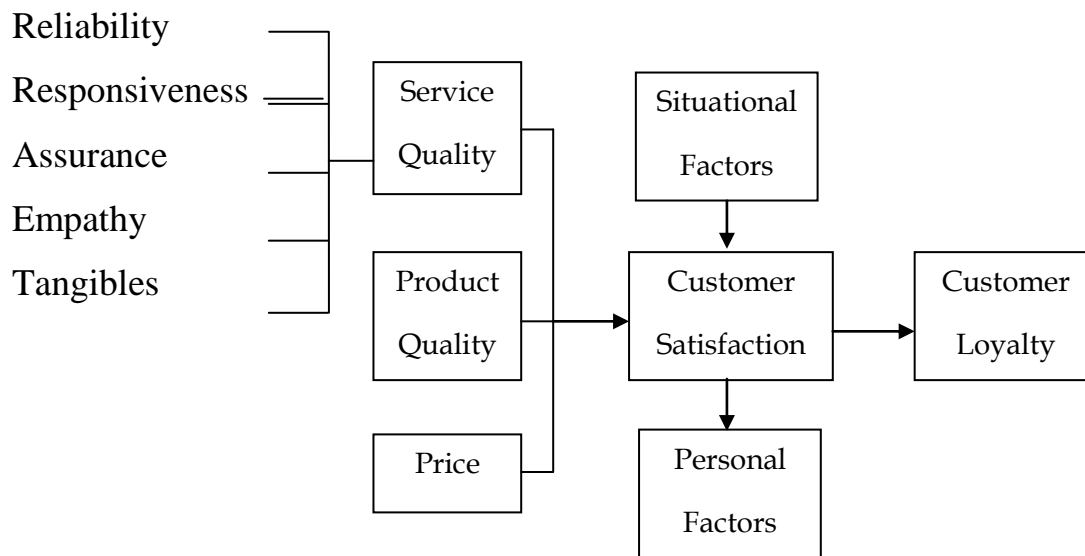 Reliability
Responsiveness
Assurance
Empathy
Tangibles
Service
Quality
Product
Quality
Price
Situational
Factors
Customer
Satisfaction
Personal
Factors
Customer
Loyalty